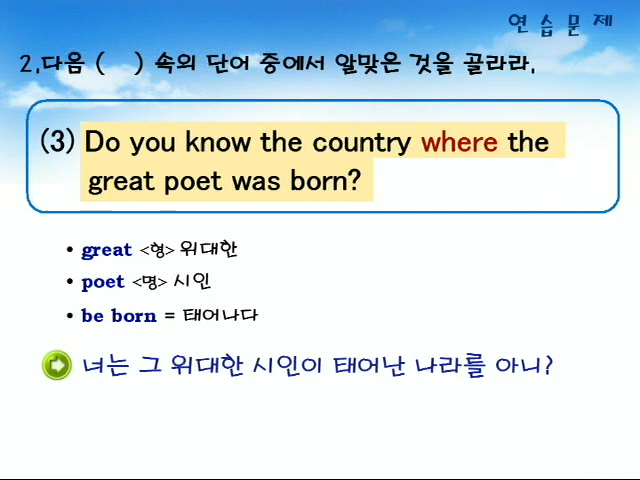 연습문제
2.다음 (    ) 속의 단어 중에서 알맞은 것을 골라라.
(3) Do you know the country where the
great poet was born?
• great <형> 위대한
• poet <명> 시인
• be born = 태어나다
너는 그 위대한 시인이 태어난 나라를 아니?